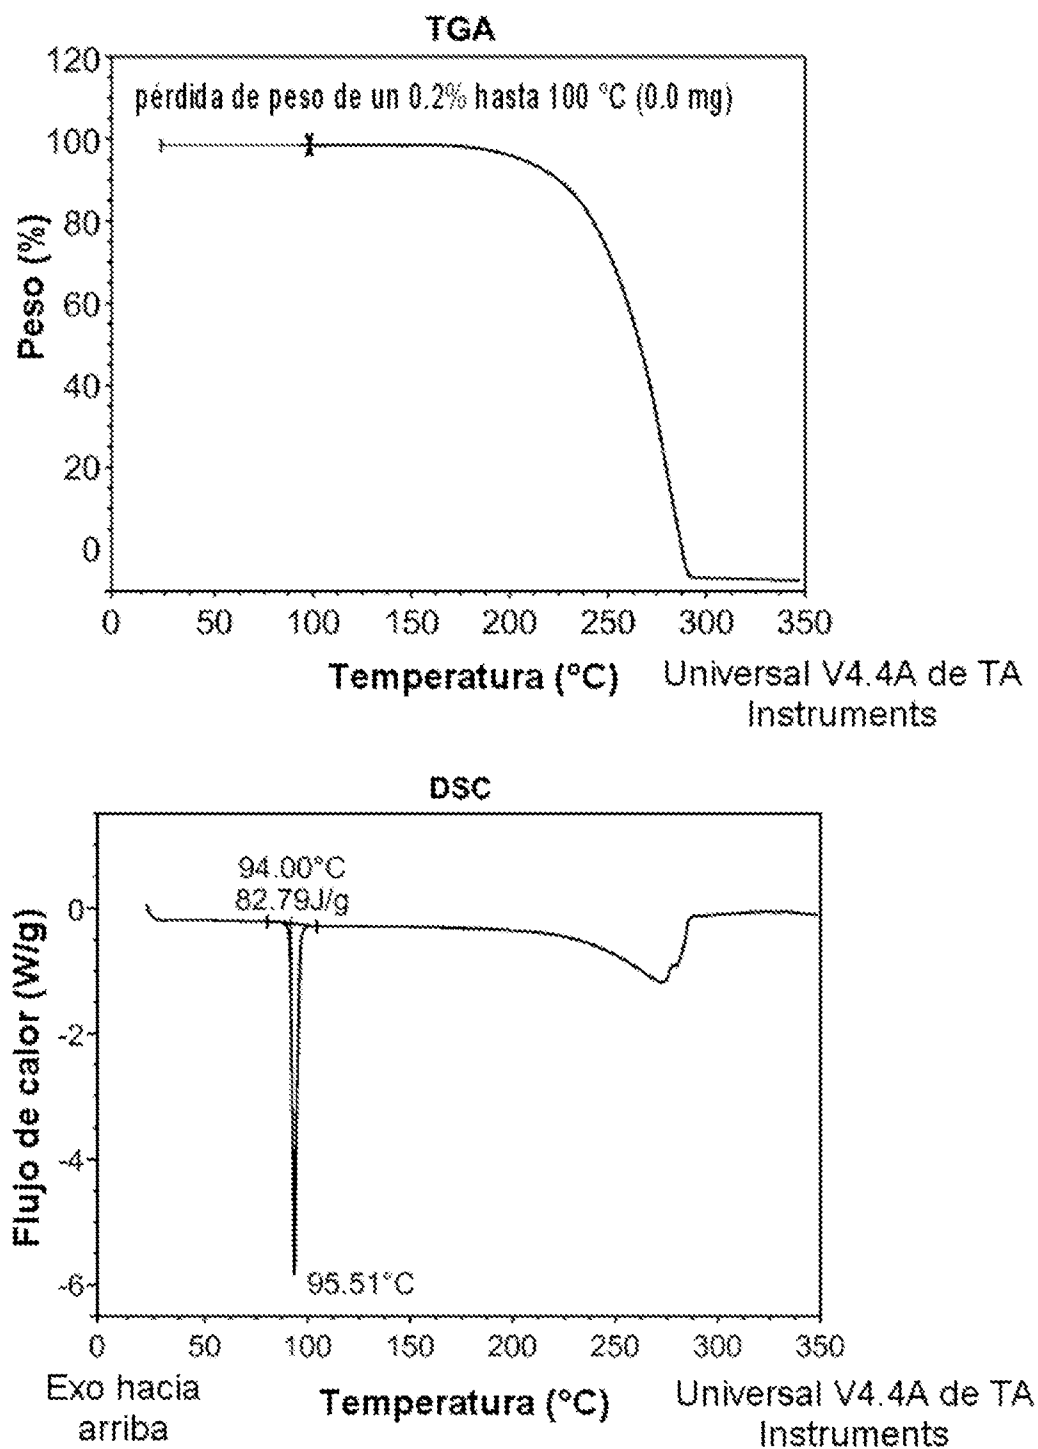 TGA
120
pérdida de peso de un 0.2% hasta 100 °C (0.0 mg)
100
80
60
40
20
0
Peso (%)
0 50 100 150 200 250 300 350
Temperatura (°C)
Universal V4.4A de TA
Instruments
DSC
94.00°C
82.79J/g
0
-2
-4
-6
Flujo de calor (W/g)
95.51°C
0 50 100 150 200 250 300 350
Exo hacia
arriba
Temperatura (°C)
Universal V4.4A de TA
Instruments